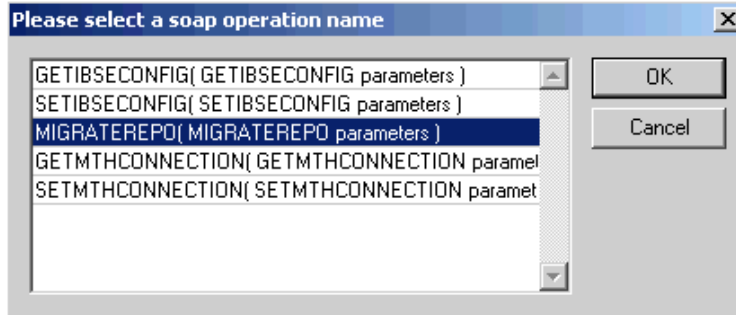 Please select a soap operation name
GETIBSECONFIG( GETIBSECONFIG parameters )
OK
SETIBSECONFIG( SETIBSECONFIG parameters )
MIGRATEREPO( MIGRATEREPO parameters )
Cancel
GETMTHCONNECTION( GETMTHCONNECTION paramet
SETMTHCONNECTION( SETMTHCONNECTION paramet